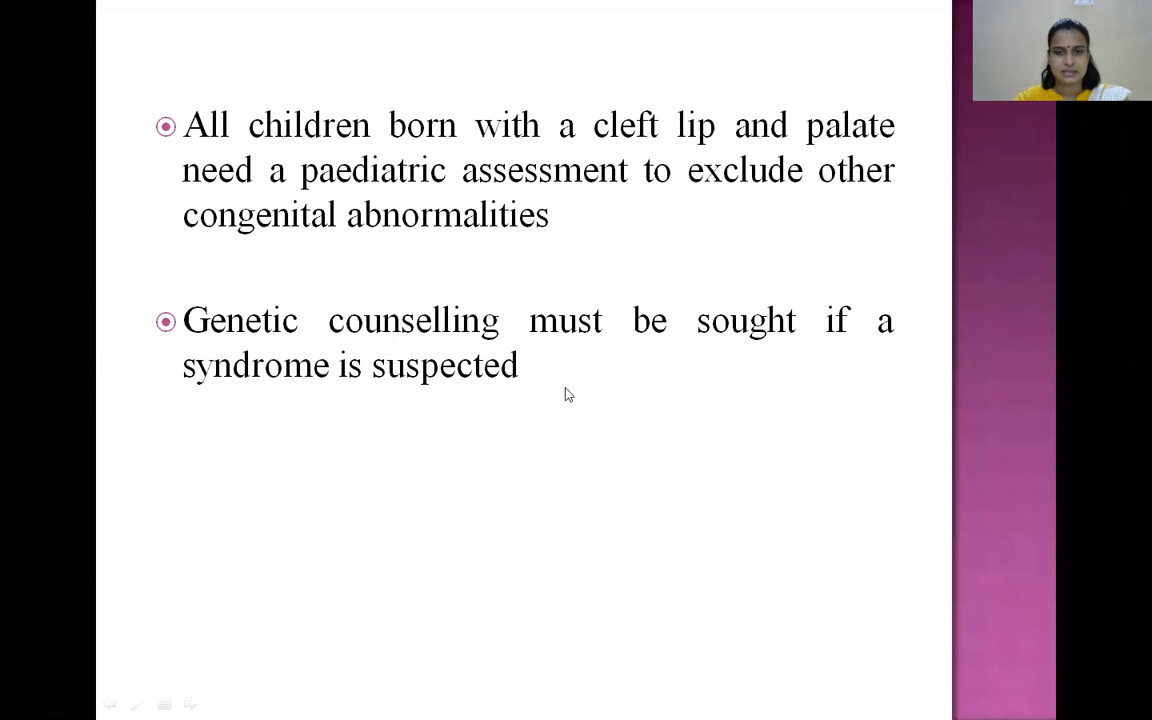 All children born with a cleft lip and palate
need a paediatric assessment to exclude other
congenital abnormalities
Genetic counselling must be sought if a
syndrome is suspected